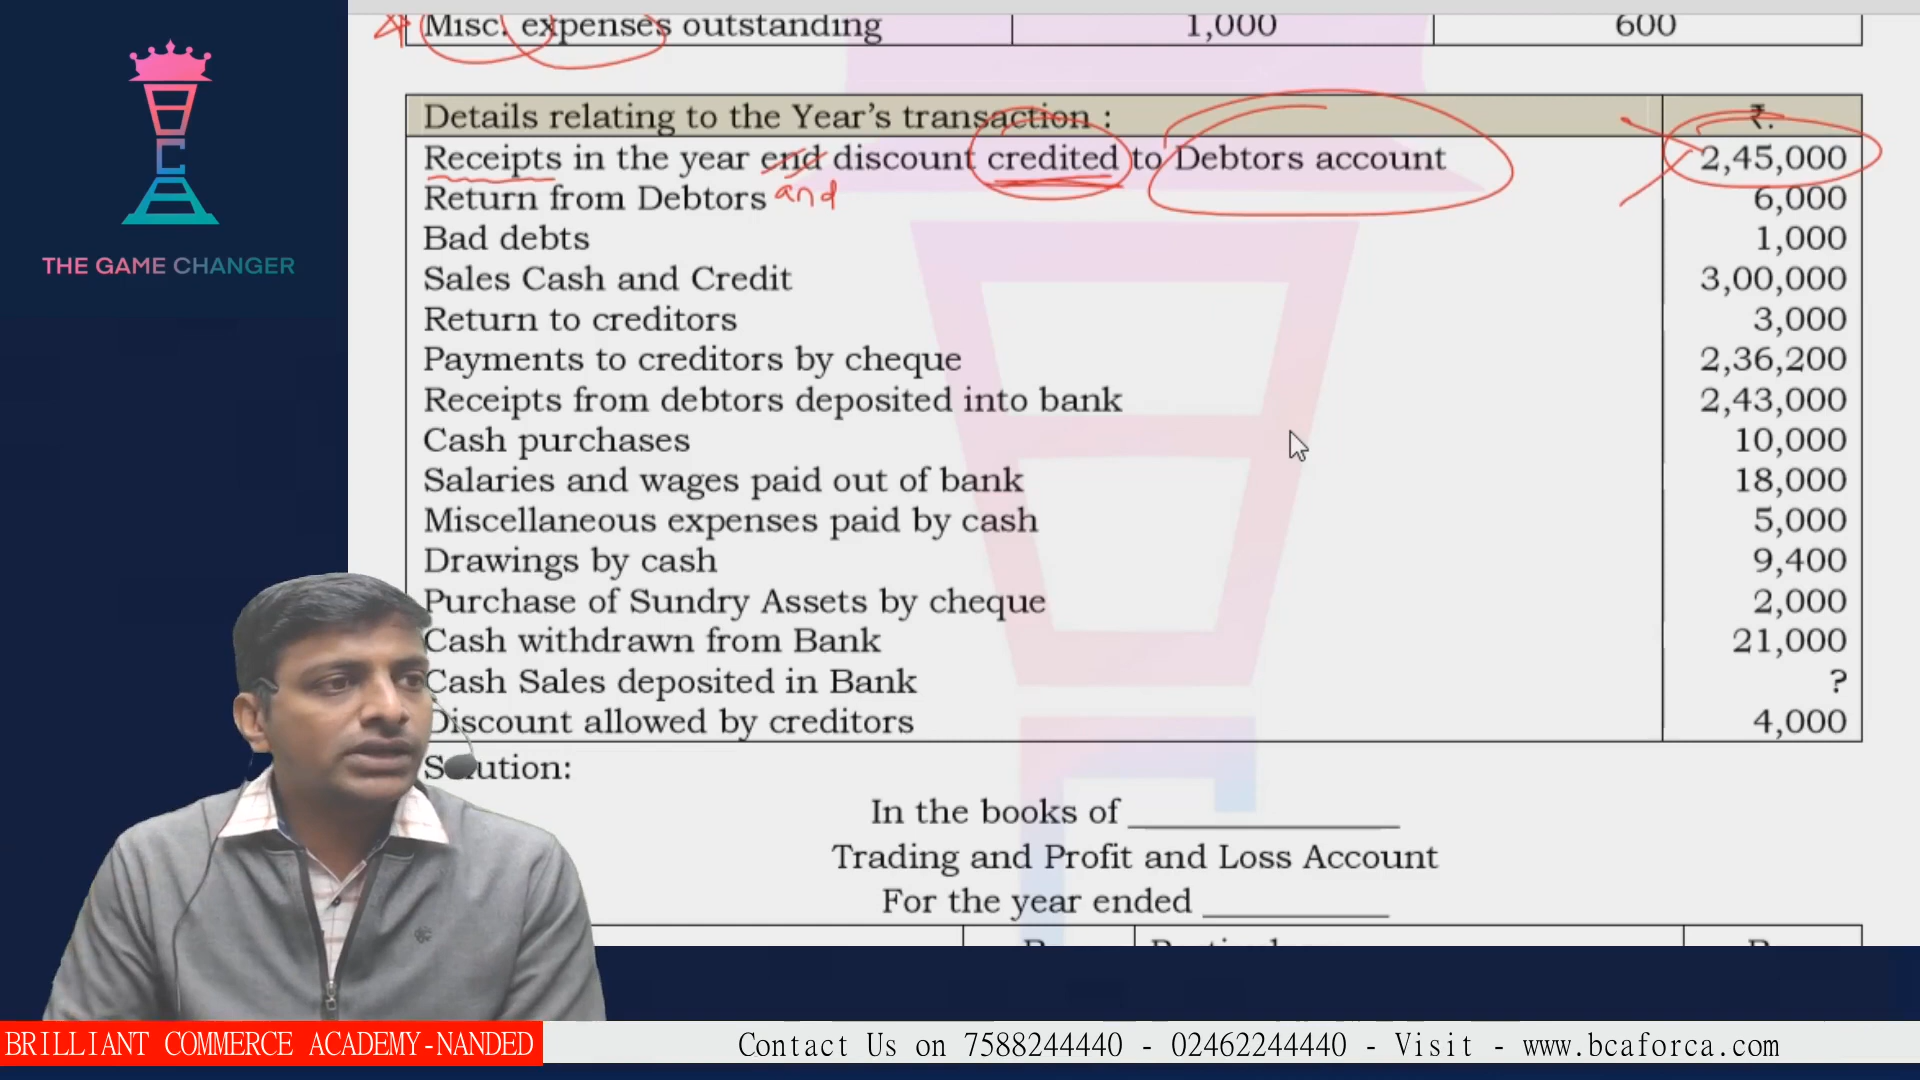 Misc. expenses outstanding 1,000 600
THE GAME CHANGER
Details relating to the Year's transaction : ₹.
Receipts in the year end discount credited to Debtors account 2,45,000
Return from Debtors and 6,000
Bad debts 1,000
Sales Cash and Credit 3,00,000
Return to creditors 3,000
Payments to creditors by cheque 2,36,200
Receipts from debtors deposited into bank 2,43,000
Cash purchases 10,000
Salaries and wages paid out of bank 18,000
Miscellaneous expenses paid by cash 5,000
Drawings by cash 9,400
Purchase of Sundry Assets by cheque 2,000
Cash withdrawn from Bank 21,000
Cash Sales deposited in Bank ?
Discount allowed by creditors 4,000
In the books of
Trading and Profit and Loss Account
For the year ended
BRILLIANT COMMERCE ACADEMY-NANDED
Contact Us on 7588244440 - 02462244440 - Visit - www.bcaforca.com